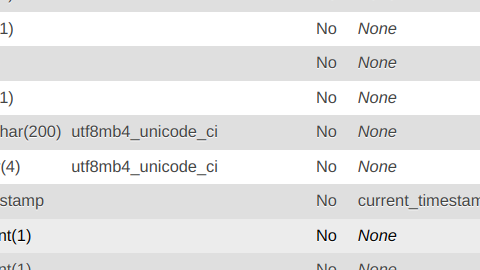 1) No None
No None
1) No None
har(200) utf8mb4_unicode_ci No None
(4) utf8mb4_unicode_ci No None
stamp No current_timestam
nt(1) No None
nt(1) No None